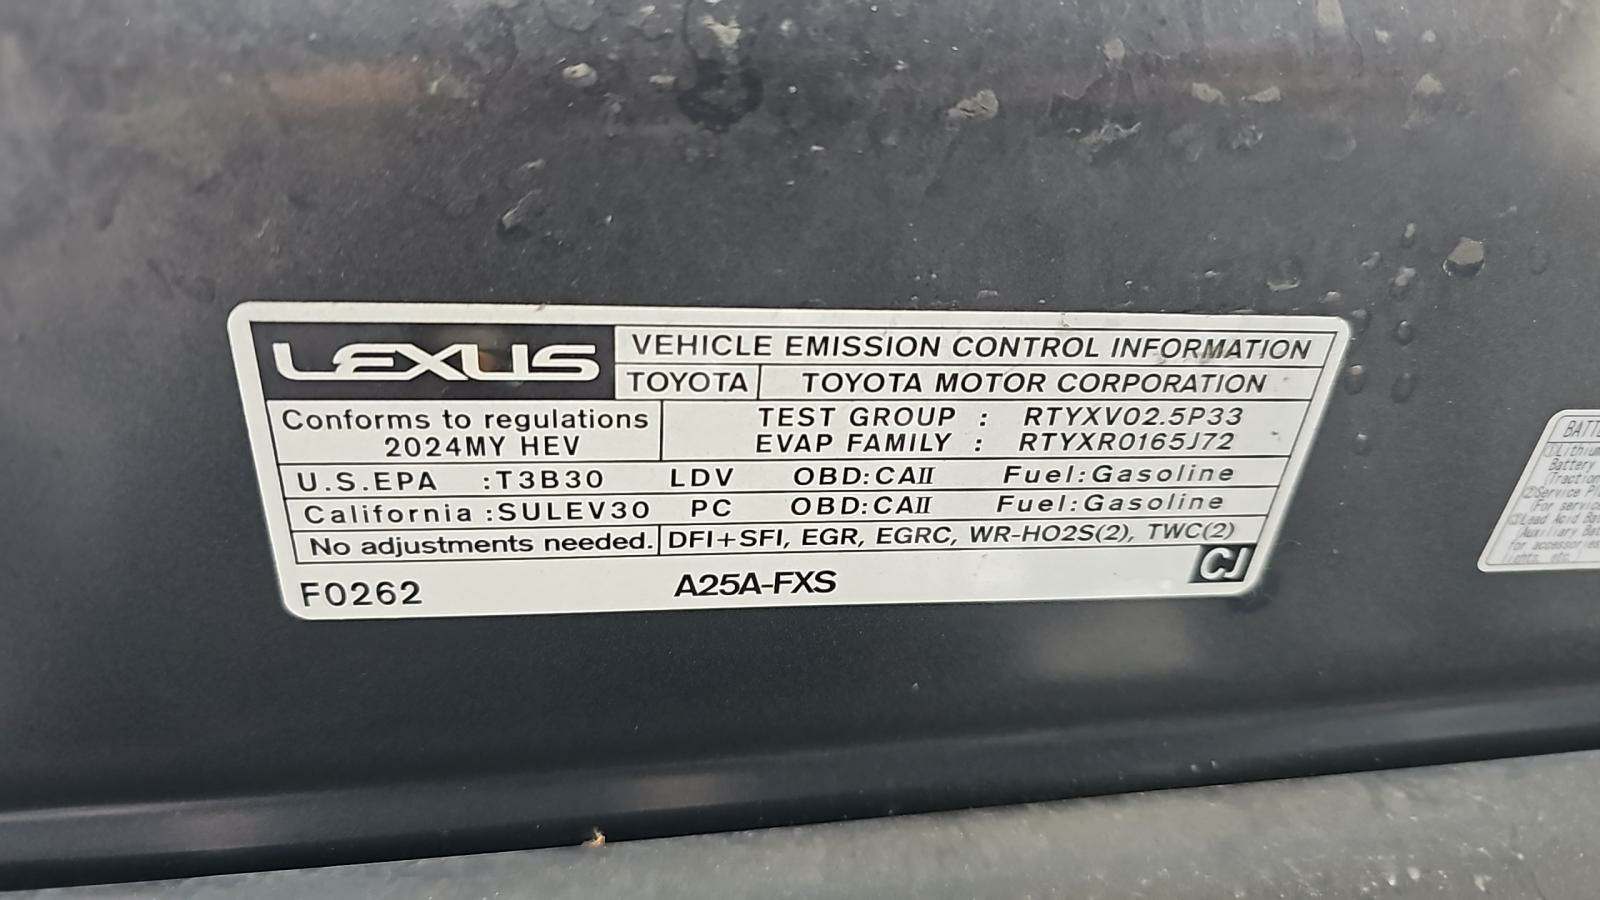 LEXUS
VEHICLE EMISSION CONTROL INFORMATION
TOYOTA TOYOTA MOTOR CORPORATION
Conforms to regulations
2024MY HEV
TEST GROUP : RTYXV02.5P33
EVAP FAMILY : RTYXR0165J72
U.S.EPA :T3B30 LDV OBD:CAII Fuel:Gasoline
California :SULEV30 PC OBD:CAII Fuel:Gasoline
No adjustments needed. DFI+SFI, EGR, EGRC, WR-HO2S(2), TWC(2)
F0262 A25A-FXS CJ
Battery